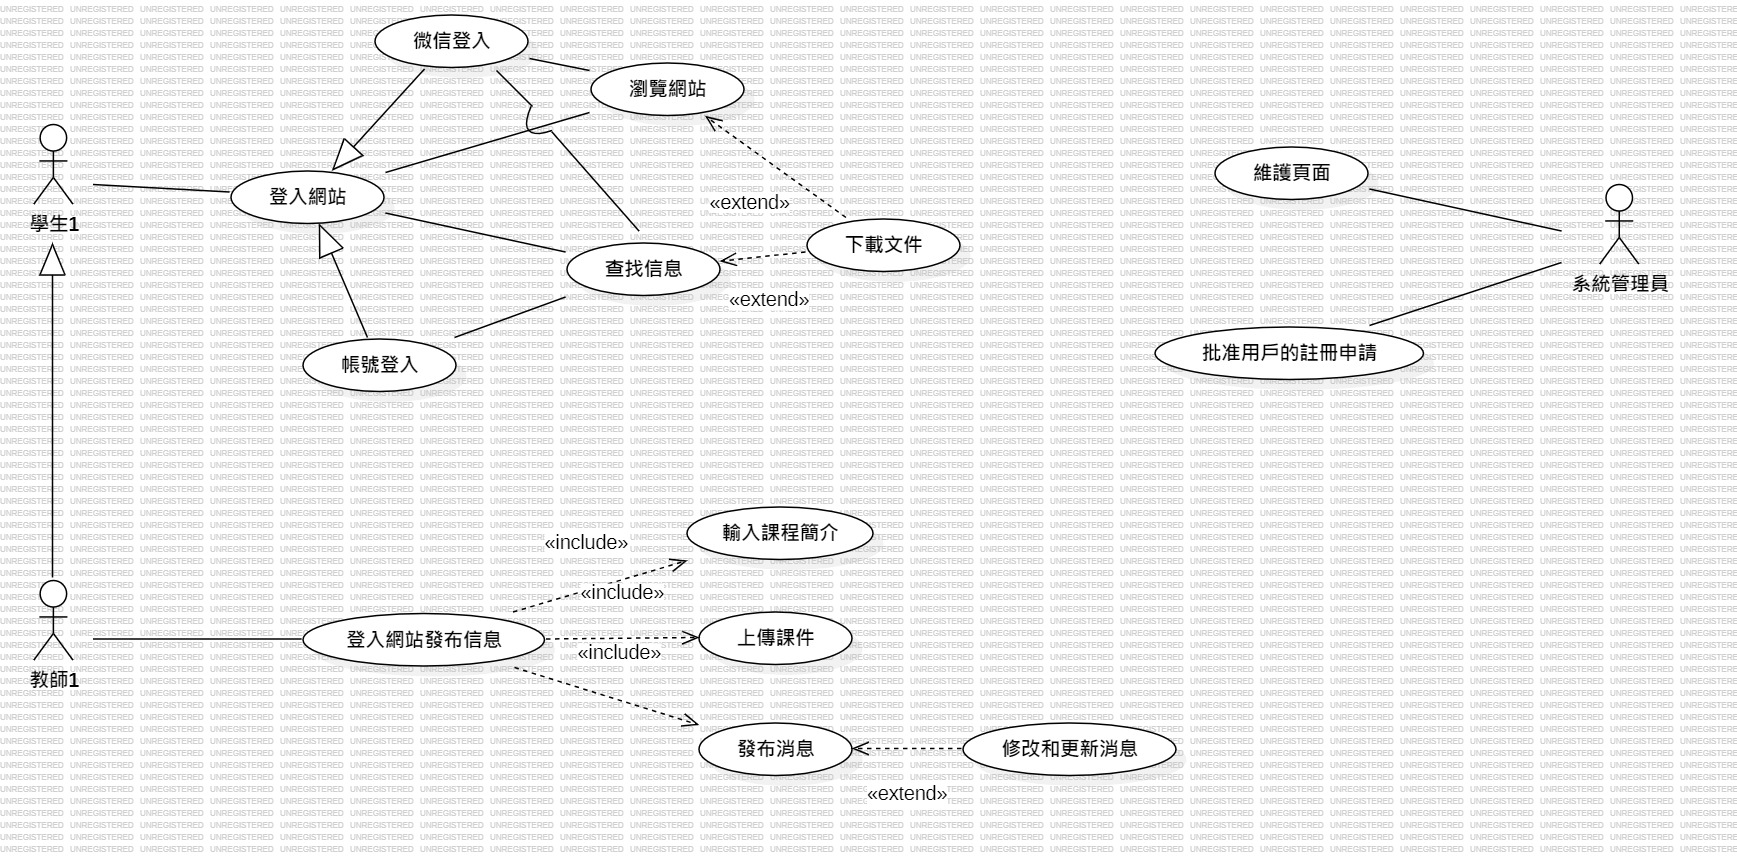 微信登入
瀏覽網站
登入網站
學生1
«extend»
下載文件
查找信息
«extend»
帳號登入
維護頁面
系統管理員
批准用戶的註冊申請
輸入課程簡介
«include»
«include»
登入網站發布信息
上傳課件
«include»
教師1
發布消息
修改和更新消息
«extend»
UNREGISTERED